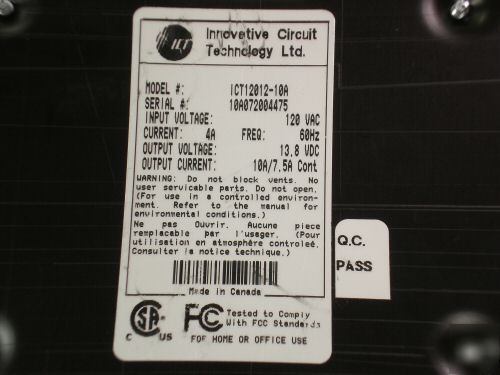 ICT
Innovative Circuit
Technology Ltd.
MODEL #: ICT12012-10A
SERIAL #: 10A072004475
INPUT VOLTAGE: 120 VAC
CURRENT: 4A FREQ: 60Hz
OUTPUT VOLTAGE: 13.8 VDC
OUTPUT CURRENT: 10A/7.5A Cont
WARNING: Do not block vents. No
user servicable parts. Do not open.
(For use in a controlled environ-
ment. Refer to the manual for
environmental conditions.)
Ne pas Ouvrir. Aucune piece
remplacable par l'usager. (Pour
utilisation en atmosphère controleé.
Consulter la notice technique.)
Made in Canada
Q.C.
PASS
CSA
C US
FC Tested to Comply
With FCC Standards
FOR HOME OR OFFICE USE